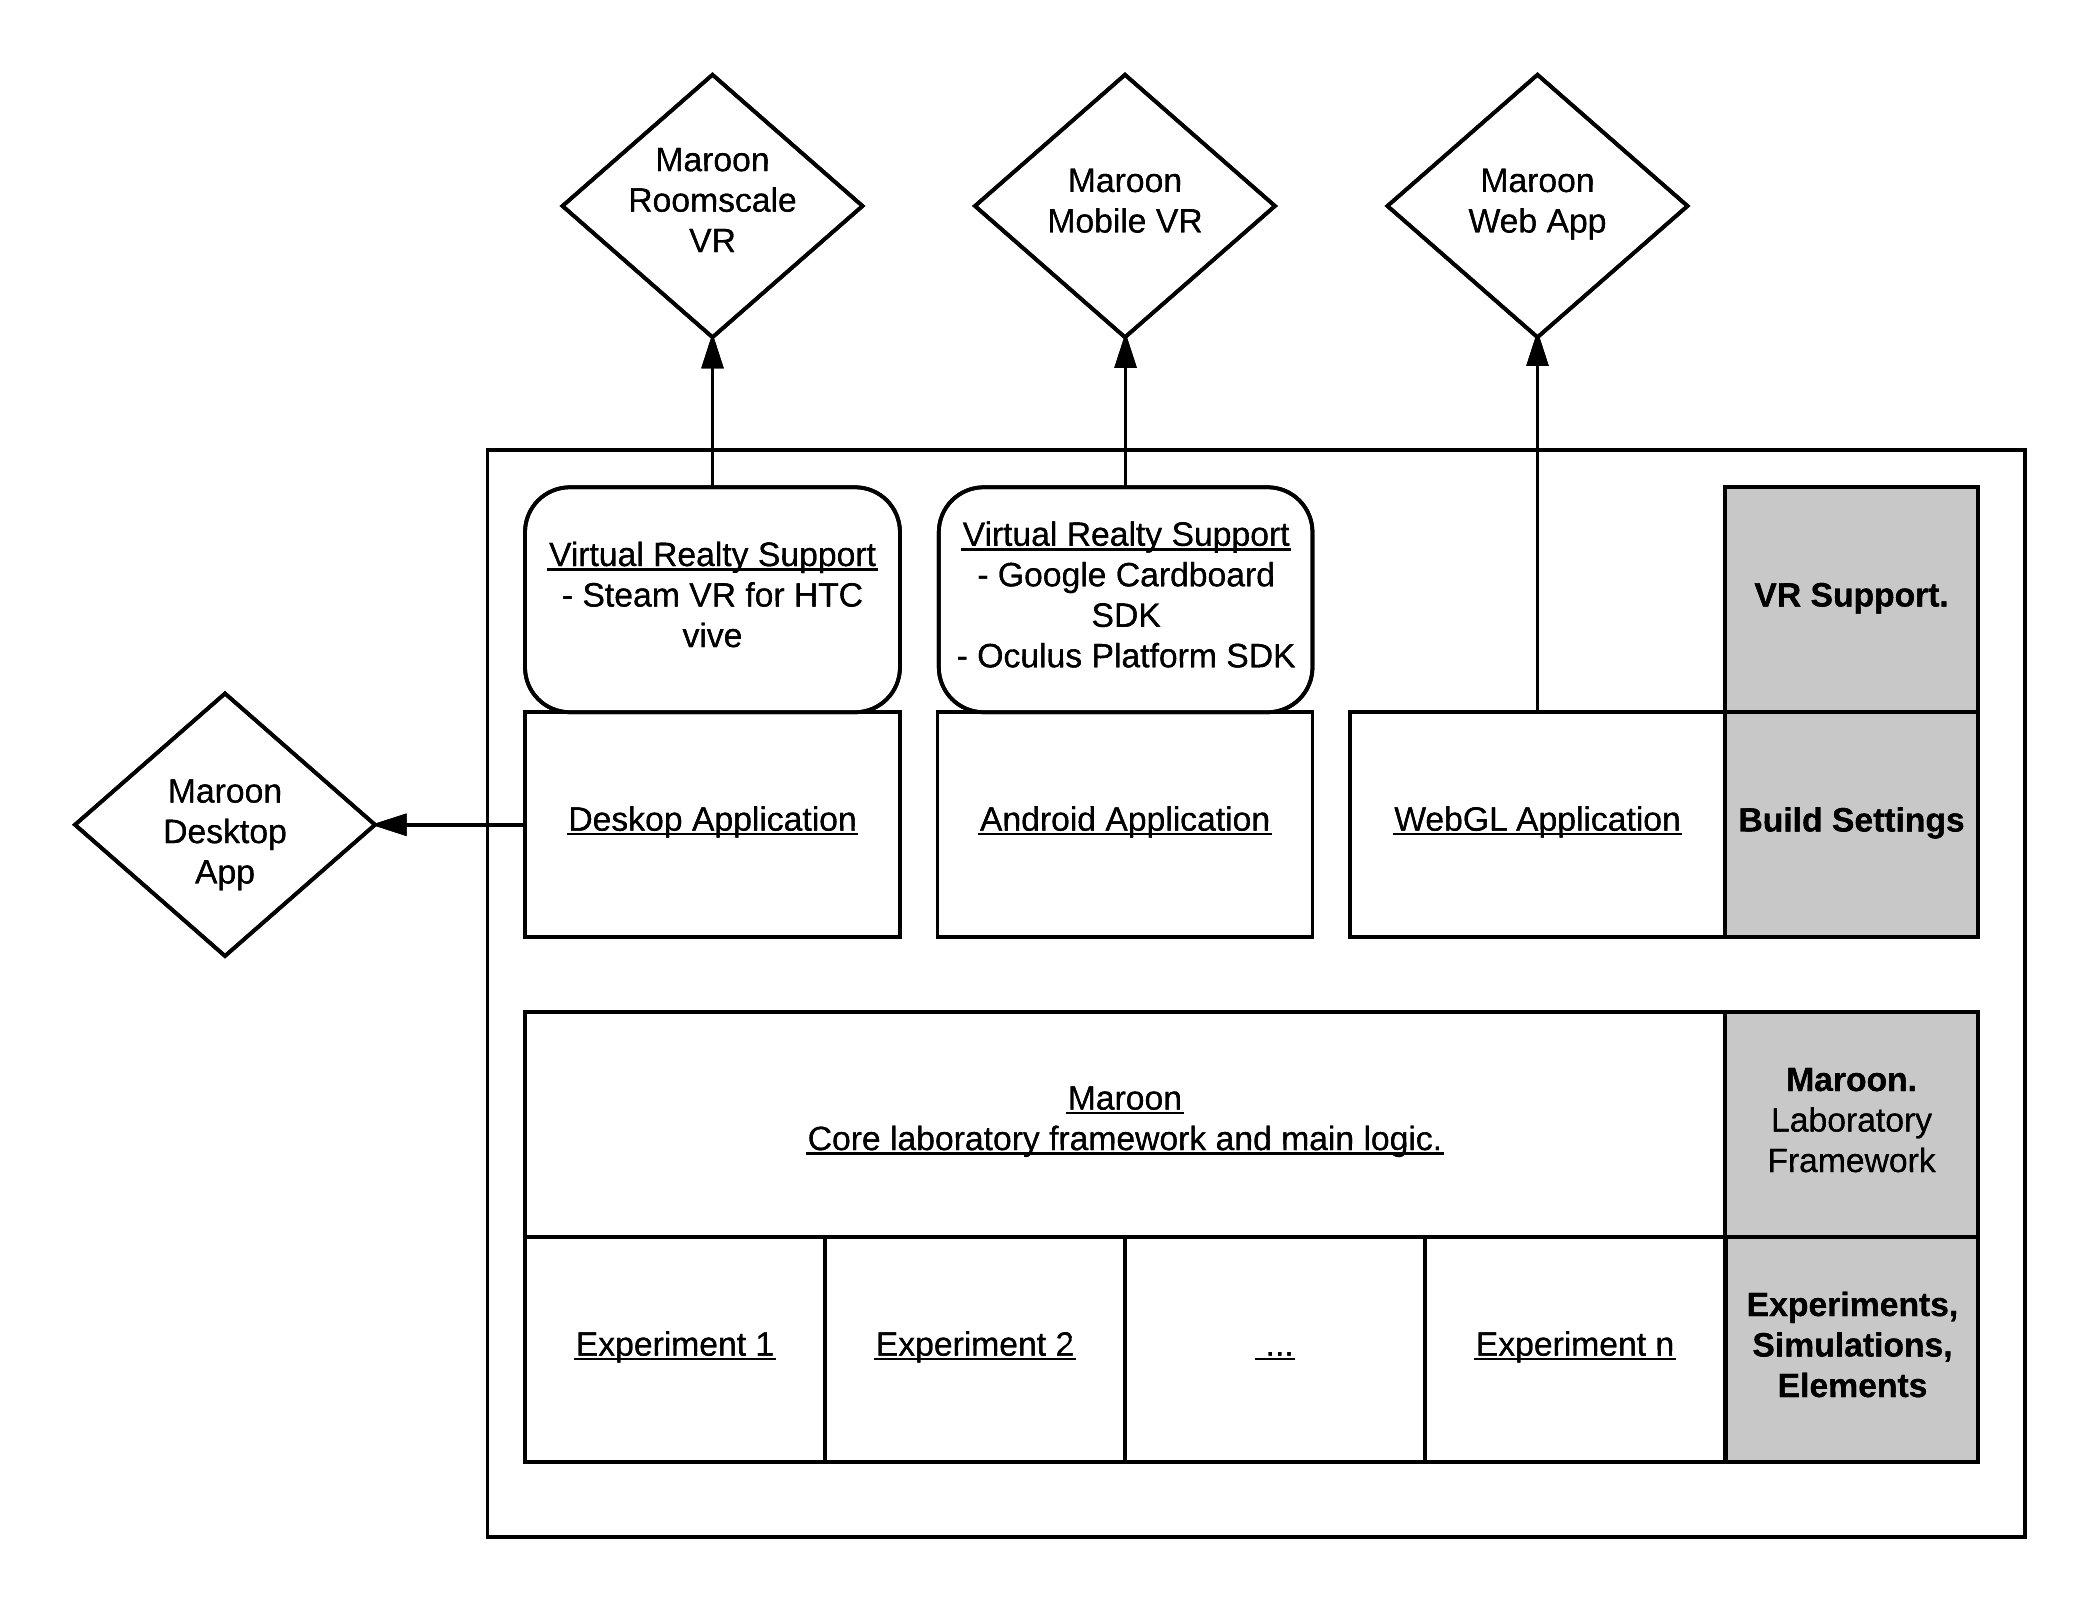 Maroon
Roomscale
VR
Maroon
Mobile VR
Maroon
Web App
Virtual Realty Support
- Steam VR for HTC
vive
Virtual Realty Support
- Google Cardboard
SDK
- Oculus Platform SDK
VR Support.
Maroon
Desktop
App
Deskop Application
Android Application
WebGL Application
Build Settings
Maroon
Core laboratory framework and main logic.
Maroon.
Laboratory
Framework
Experiment 1
Experiment 2
...
Experiment n
Experiments,
Simulations,
Elements